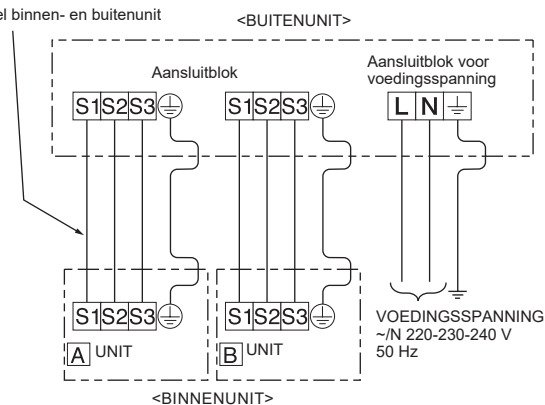 el binnen- en buitenunit
<BUITENUNIT>
Aansluitblok
Aansluitblok voor
voedingsspanning
S1 S2 S3
S1 S2 S3
L N
S1 S2 S3
S1 S2 S3
A UNIT
B UNIT
VOEDINGSSPANNING
~/N 220-230-240 V
50 Hz
<BINNENUNIT>